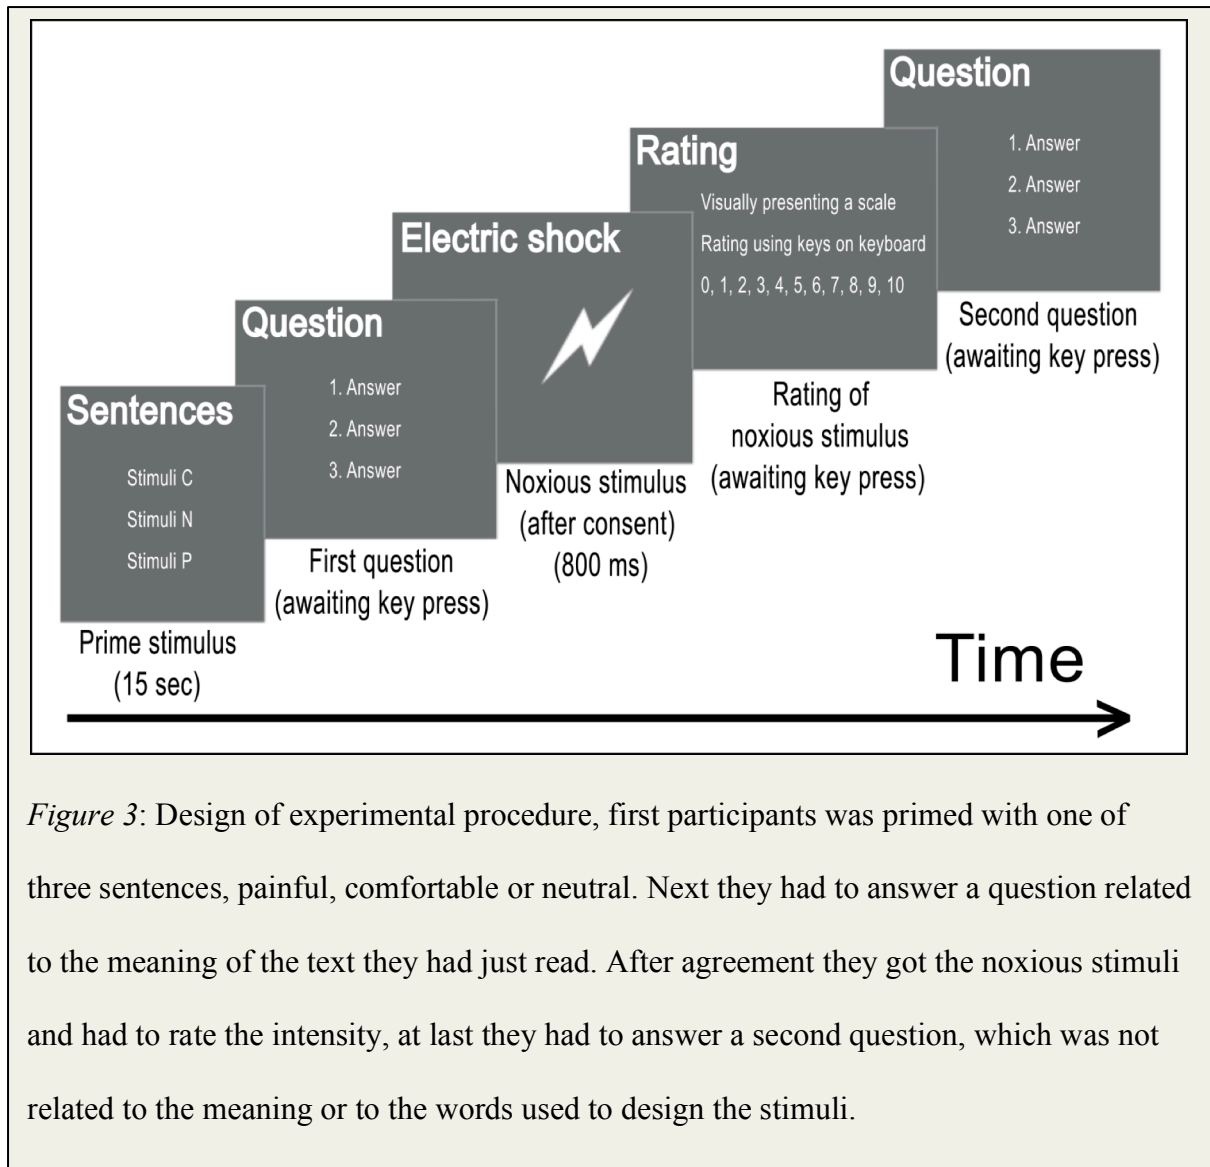 Sentences
Stimuli C
Stimuli N
Stimuli P
Prime stimulus
(15 sec)
Question
1. Answer
2. Answer
3. Answer
First question
(awaiting key press)
Electric shock
Noxious stimulus
(after consent)
(800 ms)
Rating
Visually presenting a scale
Rating using keys on keyboard
0, 1, 2, 3, 4, 5, 6, 7, 8, 9, 10
Rating of
noxious stimulus
(awaiting key press)
Question
1. Answer
2. Answer
3. Answer
Second question
(awaiting key press)
Time
Figure 3: Design of experimental procedure, first participants was primed with one of
three sentences, painful, comfortable or neutral. Next they had to answer a question related
to the meaning of the text they had just read. After agreement they got the noxious stimuli
and had to rate the intensity, at last they had to answer a second question, which was not
related to the meaning or to the words used to design the stimuli.